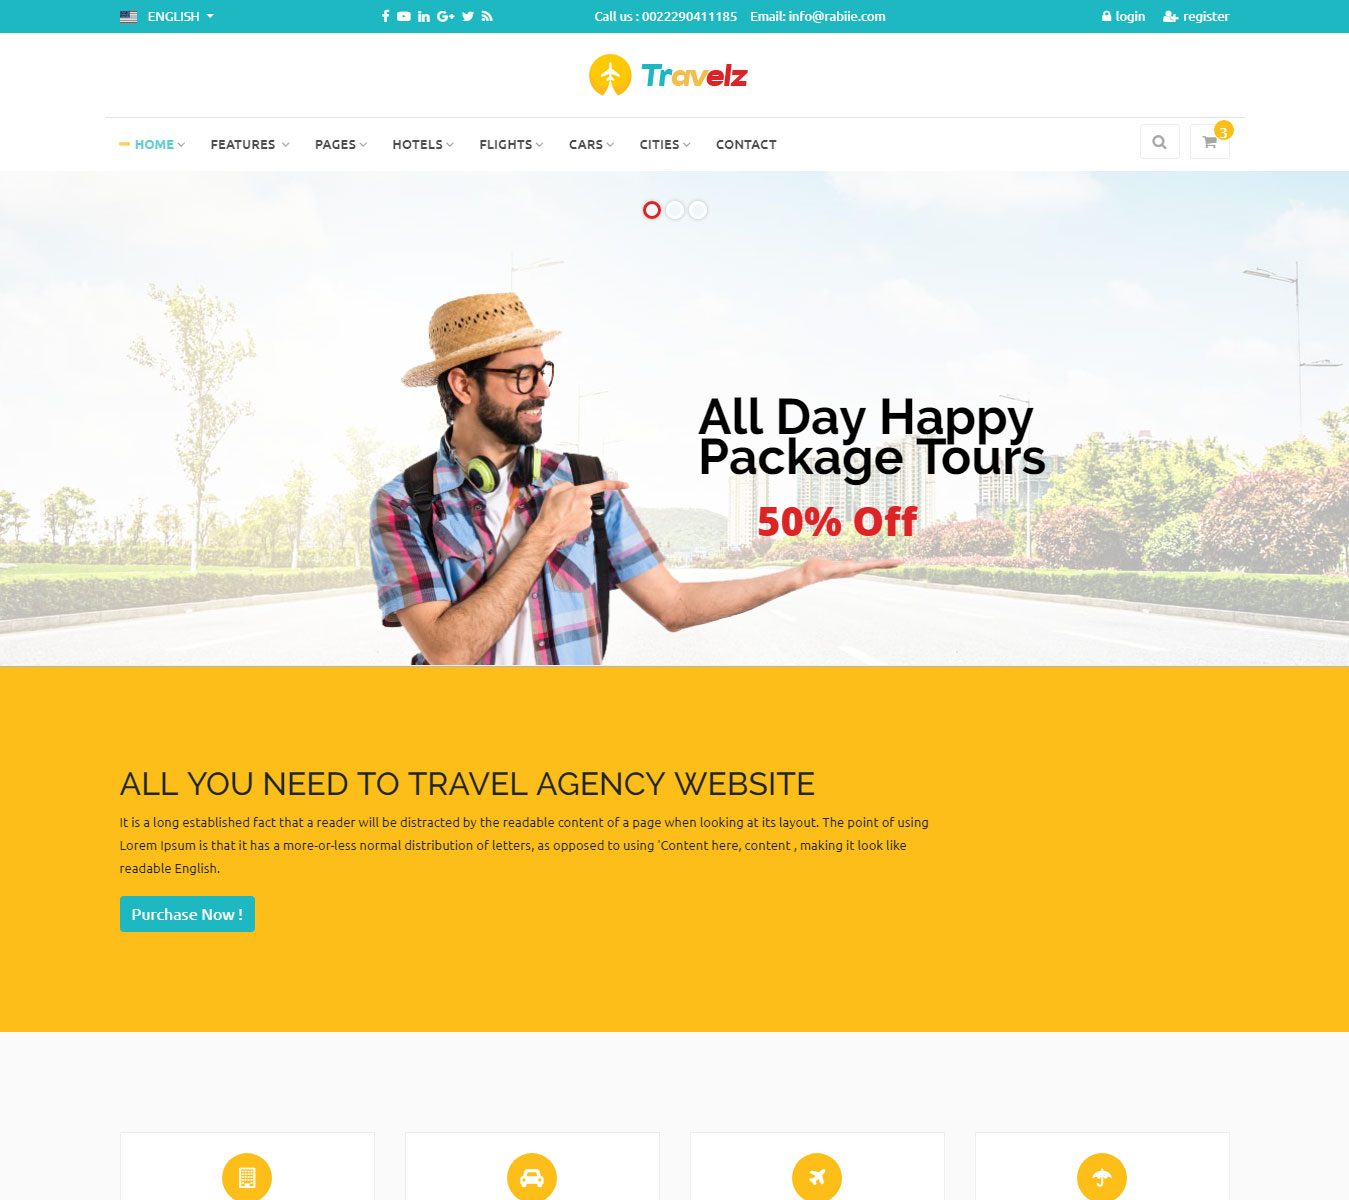 ENGLISH
Call us : 0022290411185 Email: info@rabiie.com
login register
Travelz
HOME FEATURES PAGES HOTELS FLIGHTS CARS CITIES CONTACT
3
All Day Happy
Package Tours
50% Off
ALL YOU NEED TO TRAVEL AGENCY WEBSITE
It is a long established fact that a reader will be distracted by the readable content of a page when looking at its layout. The point of using
Lorem Ipsum is that it has a more-or-less normal distribution of letters, as opposed to using 'Content here, content , making it look like
readable English.
Purchase Now !